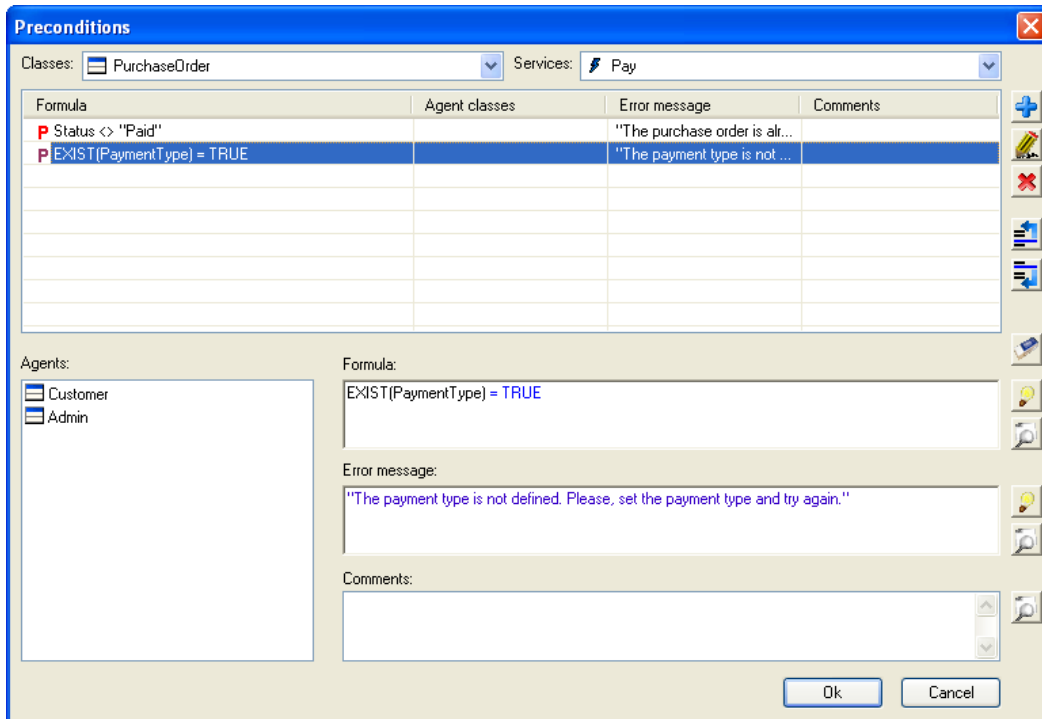 Preconditions
Classes: PurchaseOrder Services: Pay
Formula Agent classes Error message Comments
P Status <> "Paid" "The purchase order is alr...
P EXIST(PaymentType) = TRUE "The payment type is not ...
Agents: Formula:
Customer
Admin
EXIST(PaymentType) = TRUE
Error message:
"The payment type is not defined. Please, set the payment type and try again."
Comments:
Ok Cancel